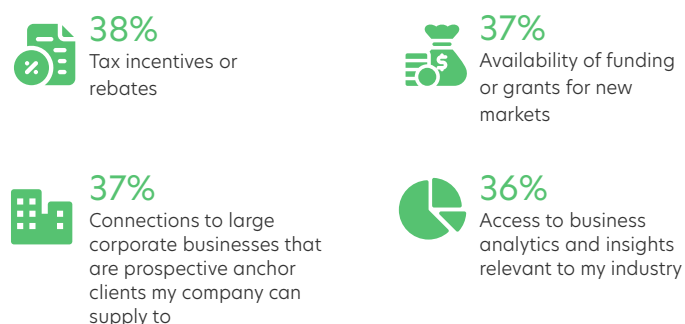 38%
Tax incentives or
rebates
37%
Availability of funding
or grants for new
markets
37%
Connections to large
corporate businesses that
are prospective anchor
clients my company can
supply to
36%
Access to business
analytics and insights
relevant to my industry